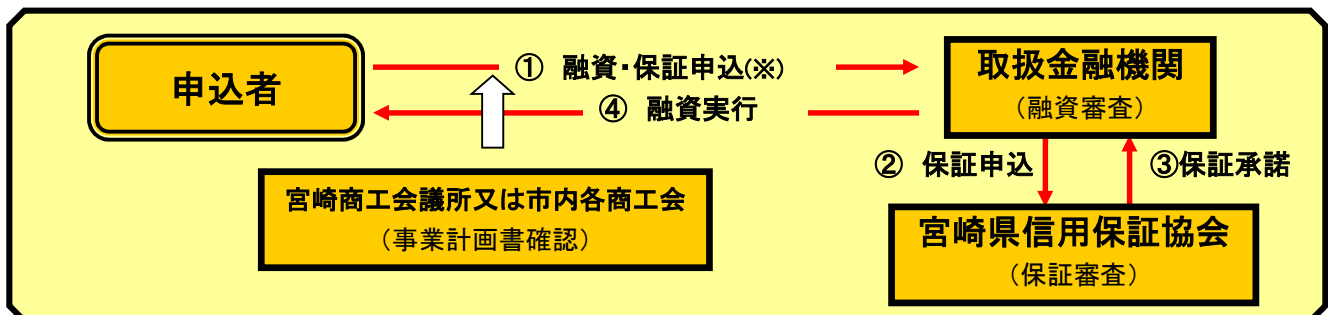 申込者
① 融資・保証申込(※)
④ 融資実行
取扱金融機関
（融資審査）
② 保証申込
③保証承諾
宮崎商工会議所又は市内各商工会
（事業計画書確認）
宮崎県信用保証協会
（保証審査）